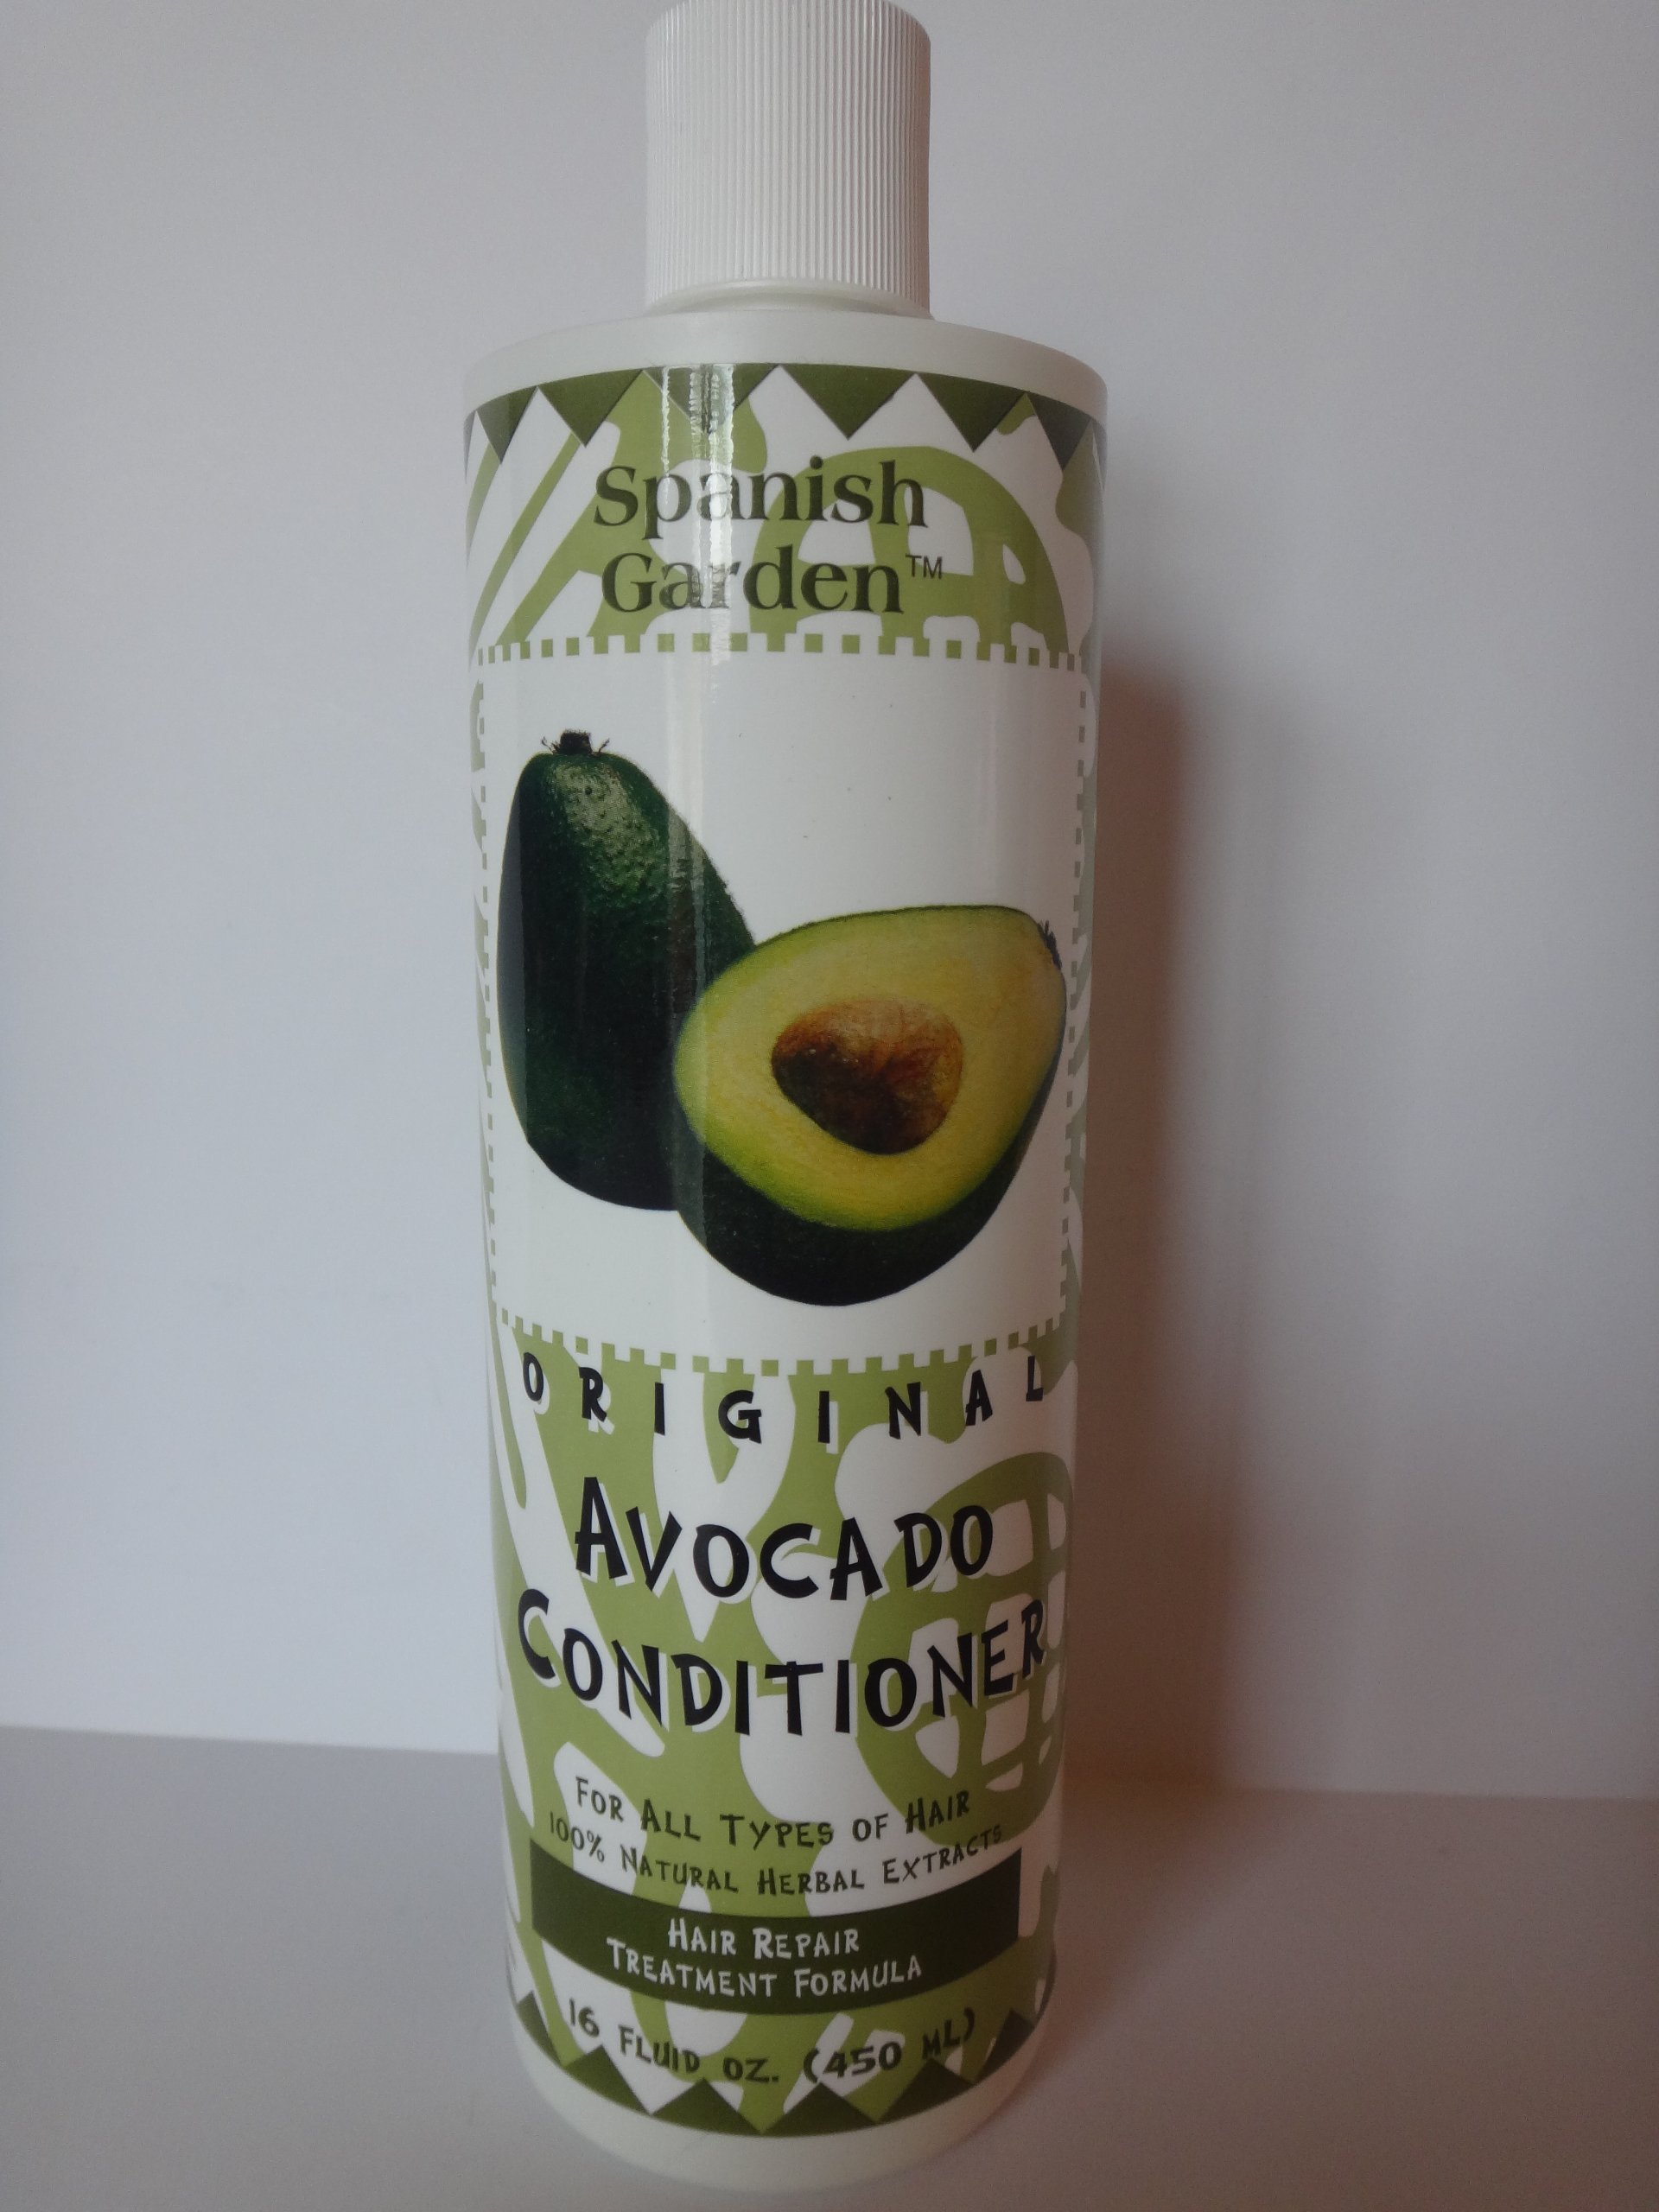 Spanish
Garden™
ORIGINAL
AVOCADO
CONDITIONER
FOR ALL TYPES OF HAIR
100% NATURAL HERBAL EXTRACTS
HAIR REPAIR
TREATMENT FORMULA
16 FLUID OZ. (450 ML)